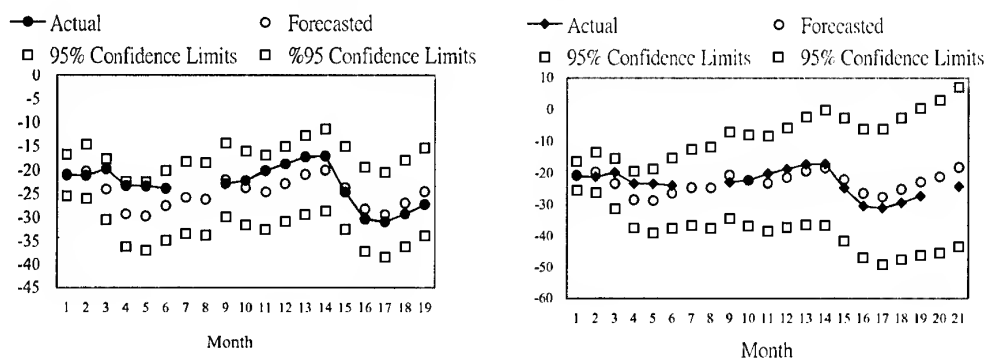 Actual Forecasted
95% Confidence Limits %95 Confidence Limits
0
-5
-10
-15
-20
-25
-30
-35
-40
-45
1 2 3 4 5 6 7 8 9 10 11 12 13 14 15 16 17 18 19
Month
Actual Forecasted
95% Confidence Limits 95% Confidence Limits
10
0
-10
-20
-30
-40
-50
-60
1 2 3 4 5 6 7 8 9 10 11 12 13 14 15 16 17 18 19 20 21
Month